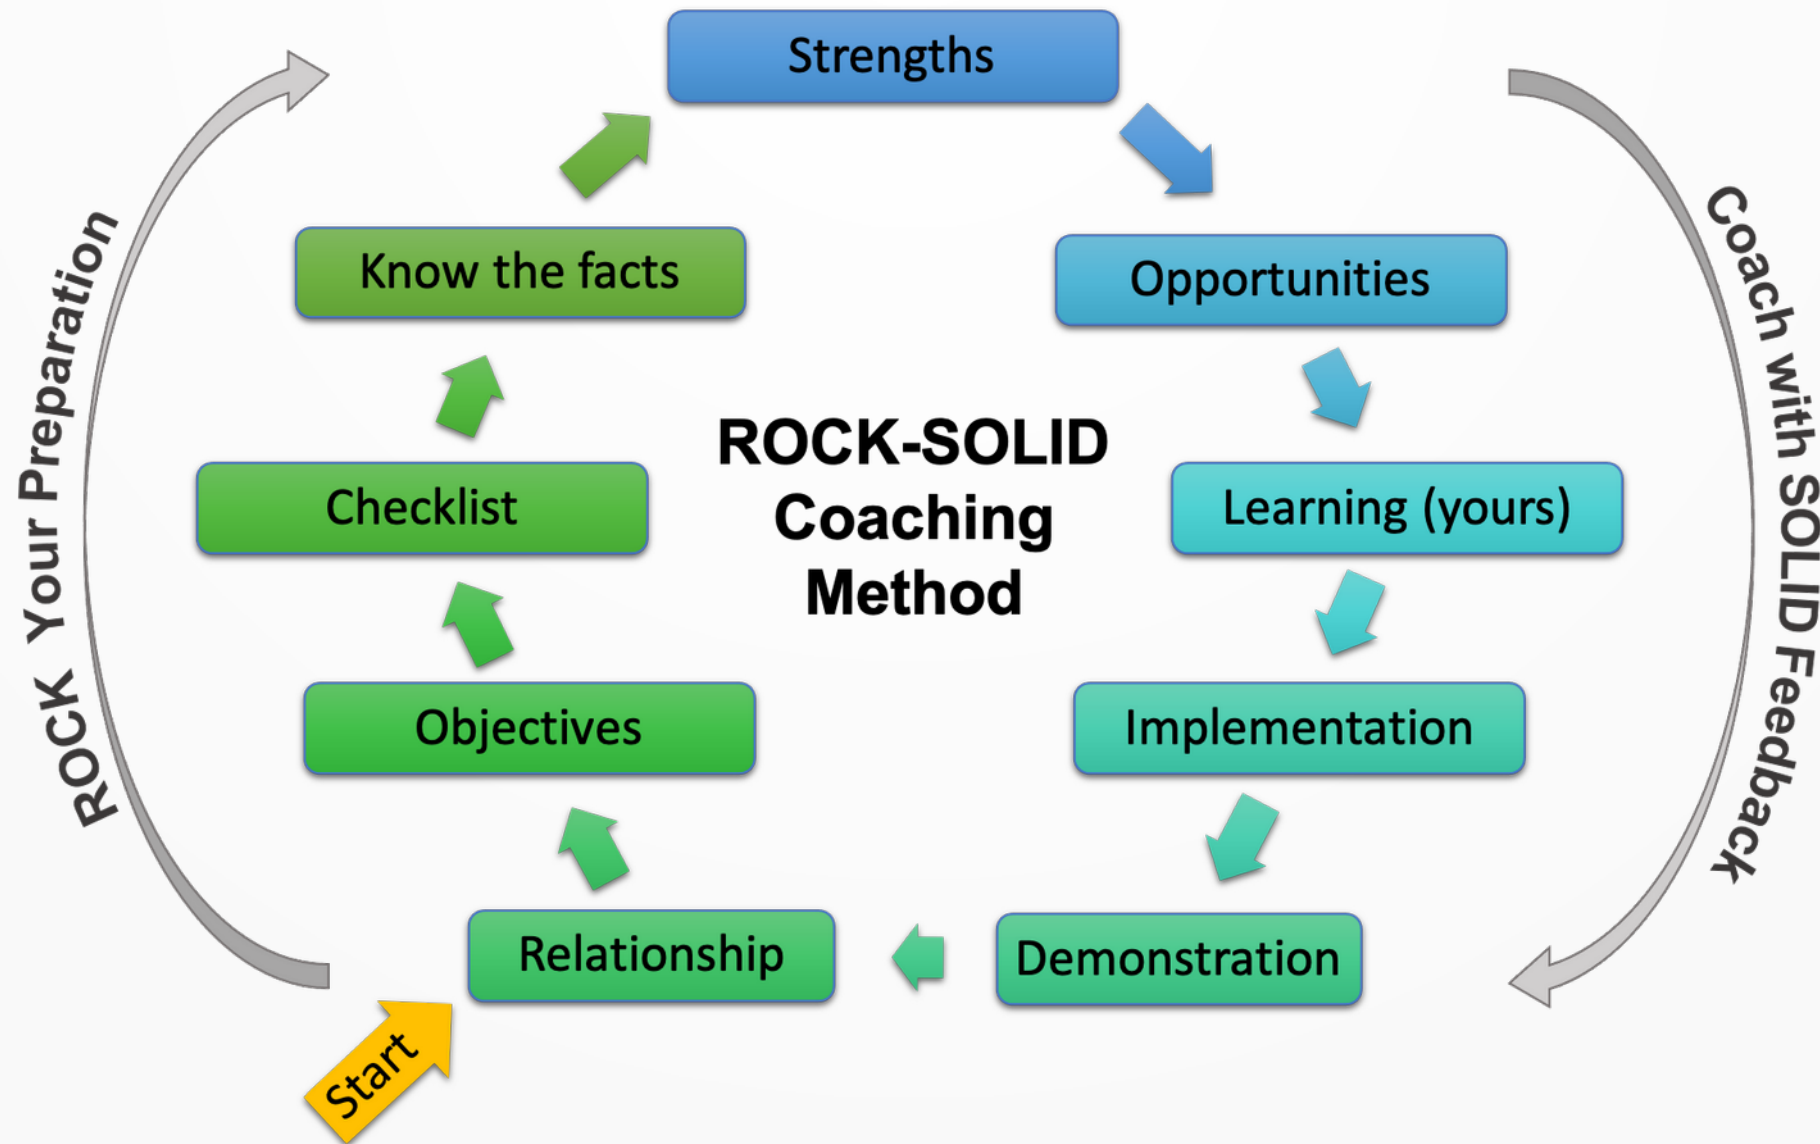 Strengths
Know the facts
Opportunities
ROCK Your Preparation
Coach with SOLID Feedback
ROCK-SOLID
Coaching
Method
Checklist
Learning (yours)
Objectives
Implementation
Relationship
Demonstration
Start